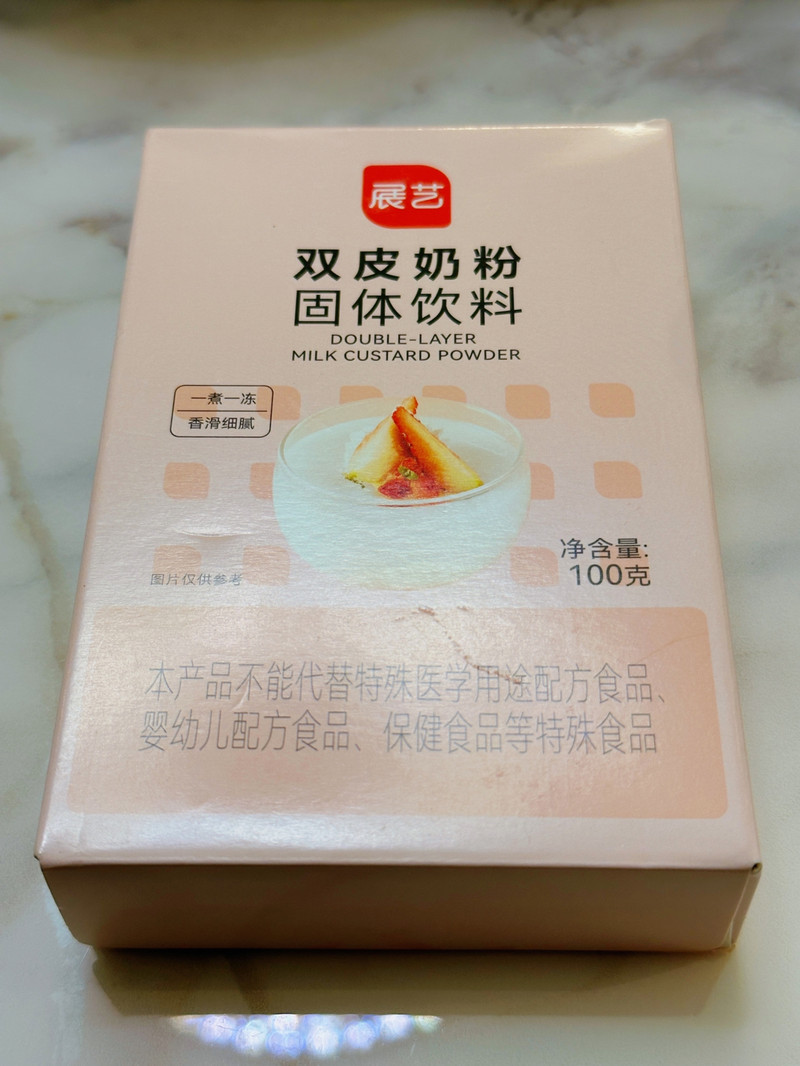 展艺
双皮奶粉
固体饮料
DOUBLE-LAYER
MILK CUSTARD POWDER
一煮一冻
香滑细腻
净含量:
100克
图片仅供参考
本产品不能代替特殊医学用途配方食品、
婴幼儿配方食品、保健食品等特殊食品